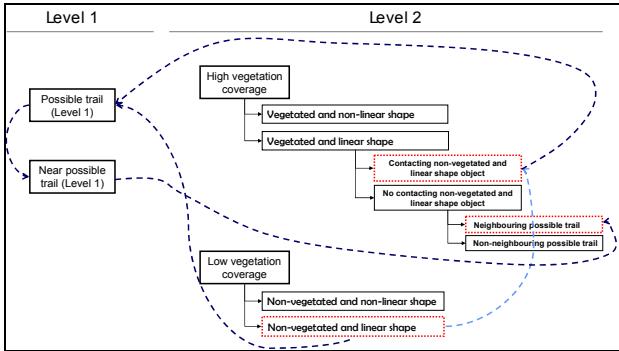 Level 1
Level 2
High vegetation
coverage
Possible trail
(Level 1)
Vegetated and non-linear shape
Vegetated and linear shape
Contacting non-vegetated and
linear shape object
Near possible
trail (Level 1)
No contacting non-vegetated and
linear shape object
Neighbouring possible trail
Non-neighbouring possible trail
Low vegetation
coverage
Non-vegetated and non-linear shape
Non-vegetated and linear shape